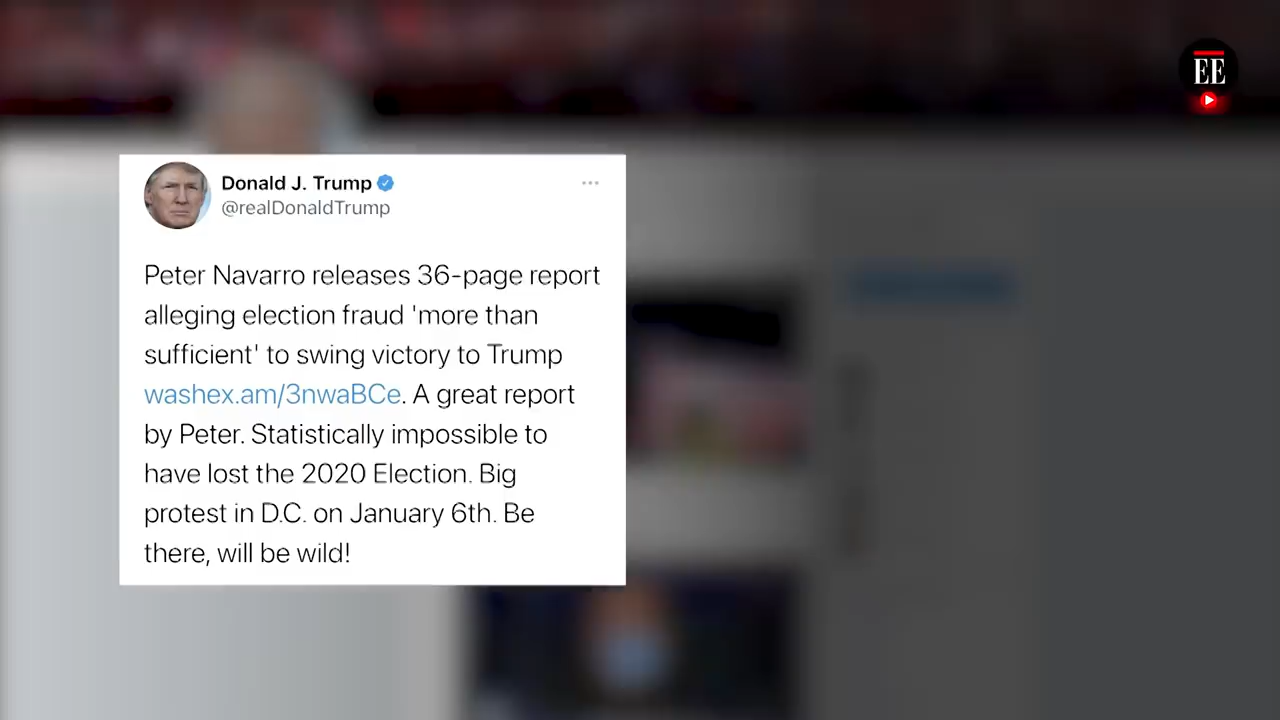 EE
Donald J. Trump
@realDonaldTrump
Peter Navarro releases 36-page report
alleging election fraud 'more than
sufficient' to swing victory to Trump
washex.am/3nwaBCe. A great report
by Peter. Statistically impossible to
have lost the 2020 Election. Big
protest in D.C. on January 6th. Be
there, will be wild!